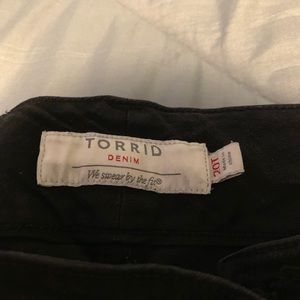 TORRID
DENIM
We swear by the fit®
20T